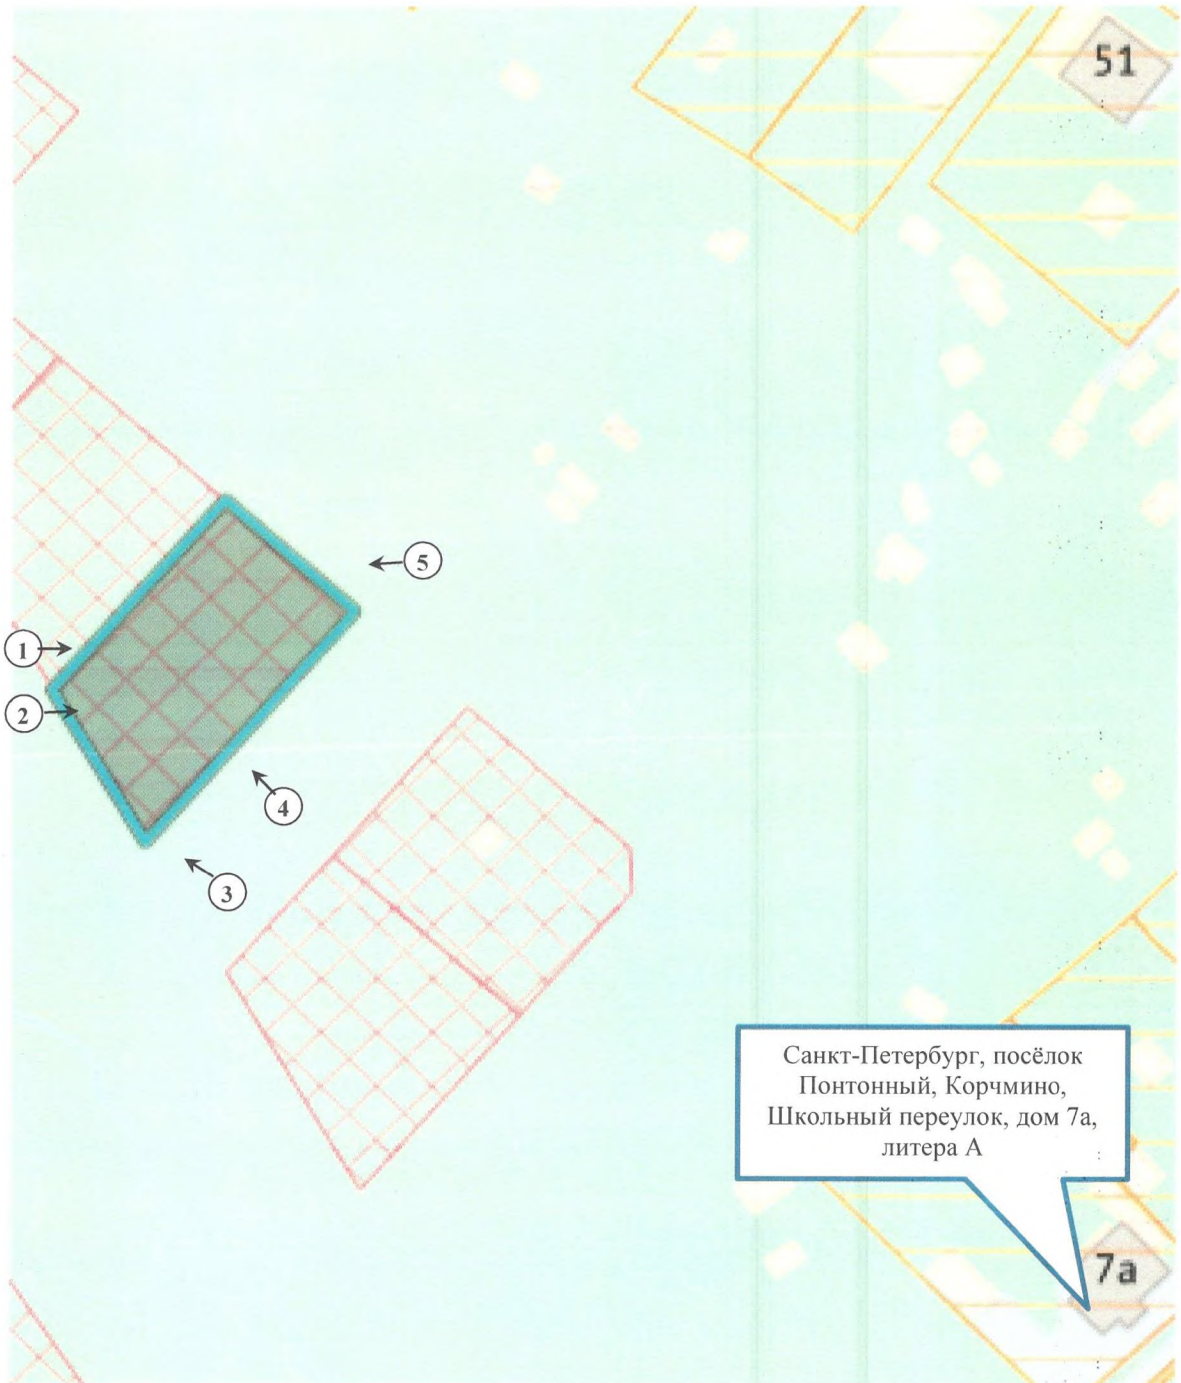 51
5
1
2
4
3
Санкт-Петербург, посёлок
Понтонный, Корчмино,
Школьный переулок, дом 7а,
литера А
7а